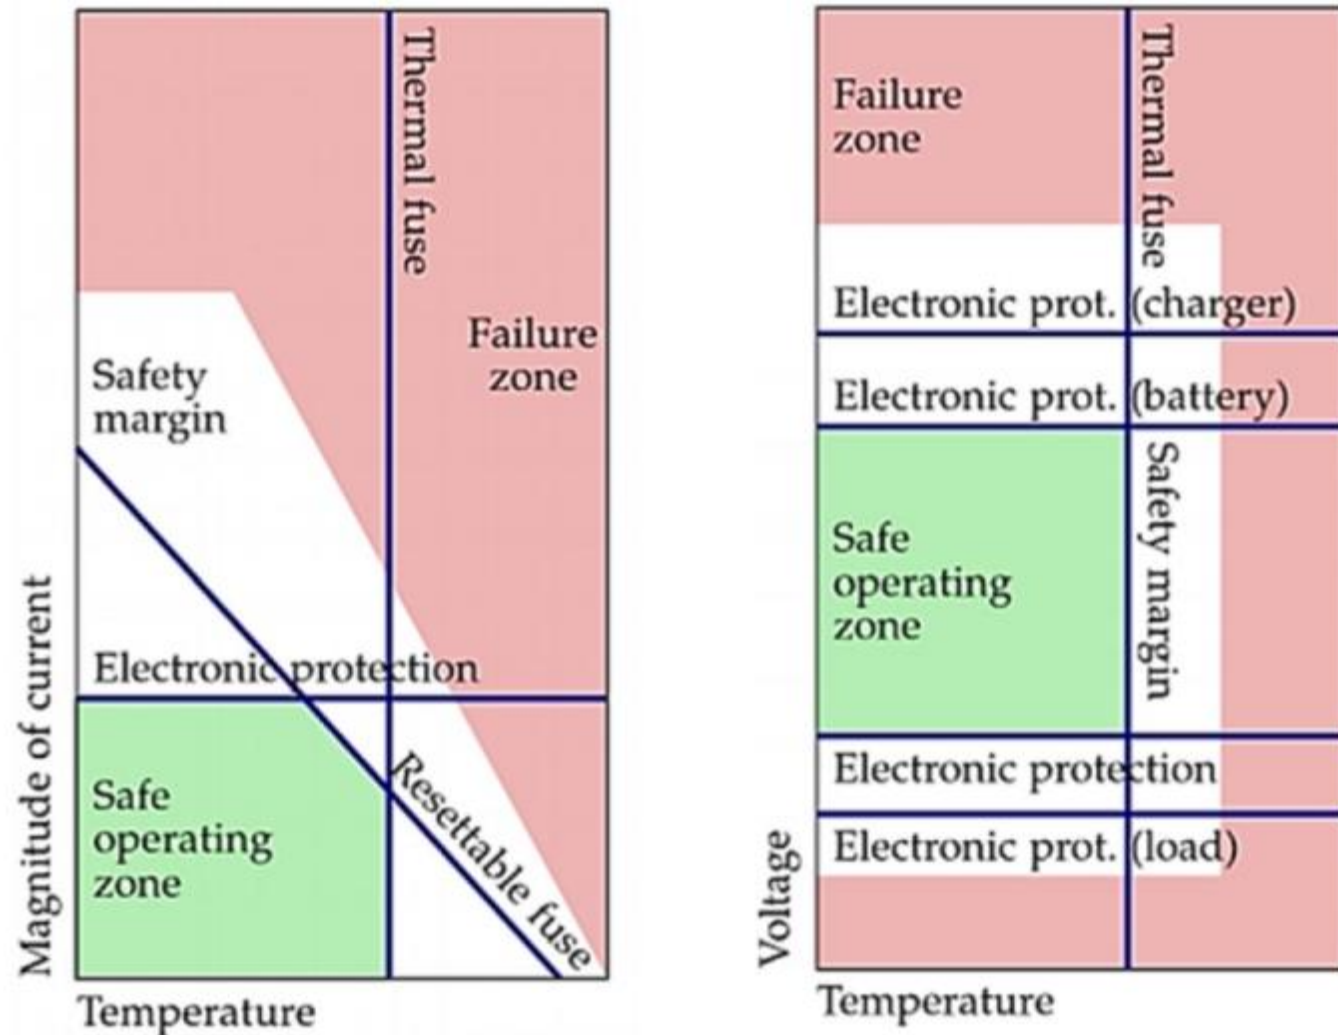 Thermal fuse
Failure
zone
Safety
margin
Electronic protection
Resettable fuse
Safe
operating
zone
Magnitude of current
Temperature
Failure
zone
Thermal fuse
Electronic prot. (charger)
Electronic prot. (battery)
Safe
operating
zone
Safety margin
Electronic protection
Electronic prot. (load)
Voltage
Temperature